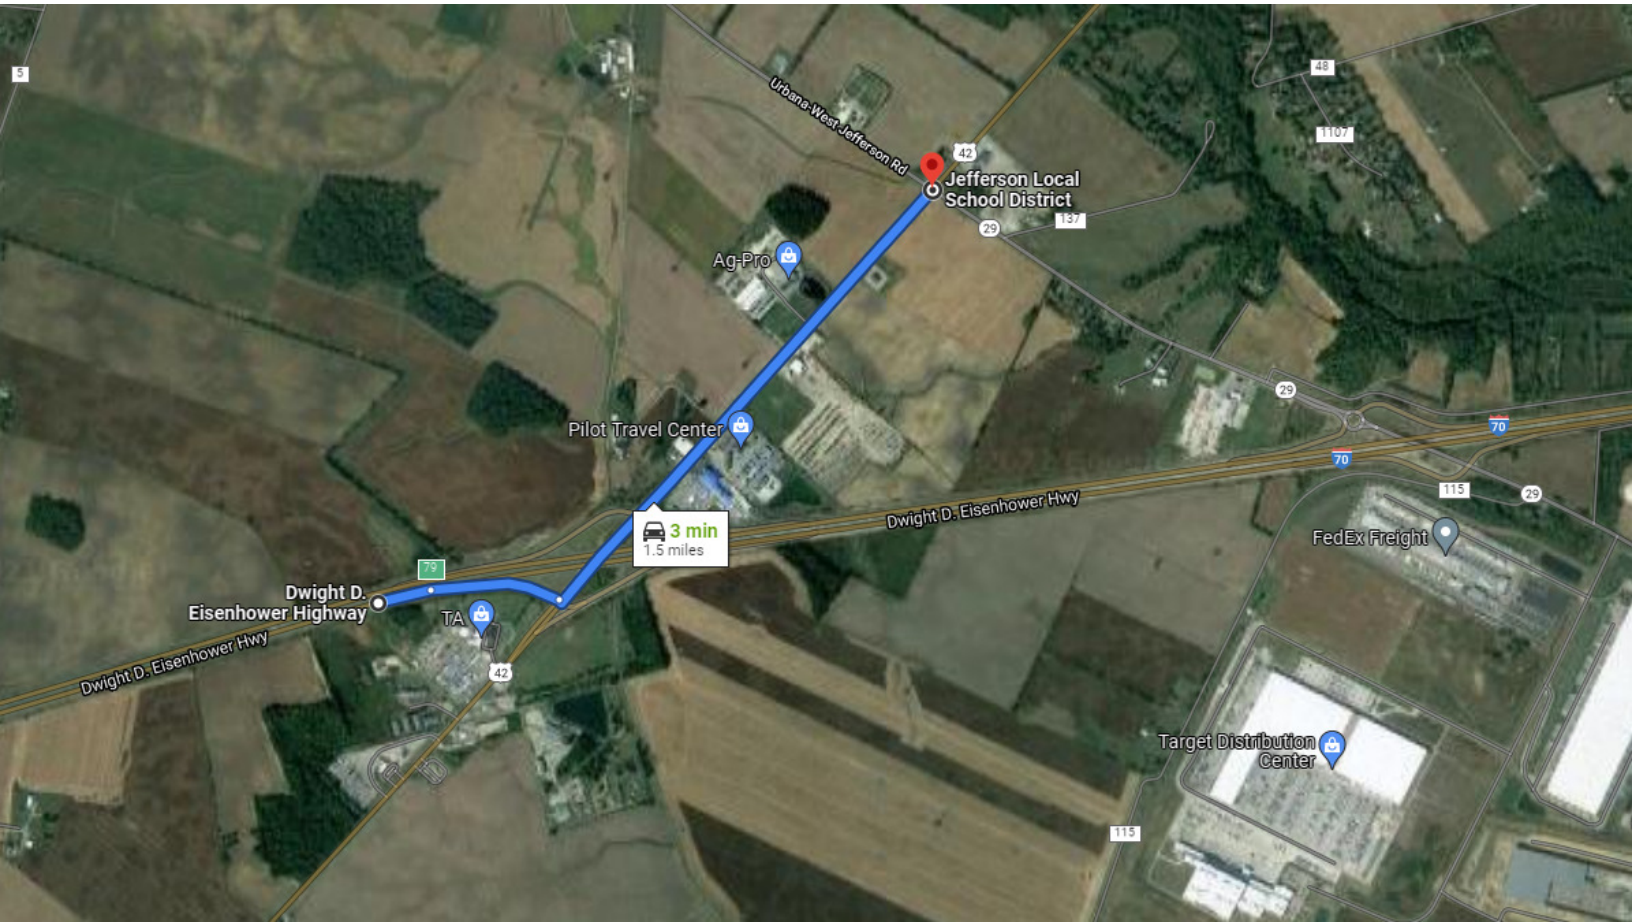 5
48
1107
Urbana-West Jefferson Rd
42
Jefferson Local
School District
137
29
Ag-Pro
29
70
Pilot Travel Center
70
115
29
Dwight D. Eisenhower Hwy
3 min
1.5 miles
FedEx Freight
79
Dwight D.
Eisenhower Highway
TA
Dwight D. Eisenhower Hwy
42
Target Distribution
Center
115